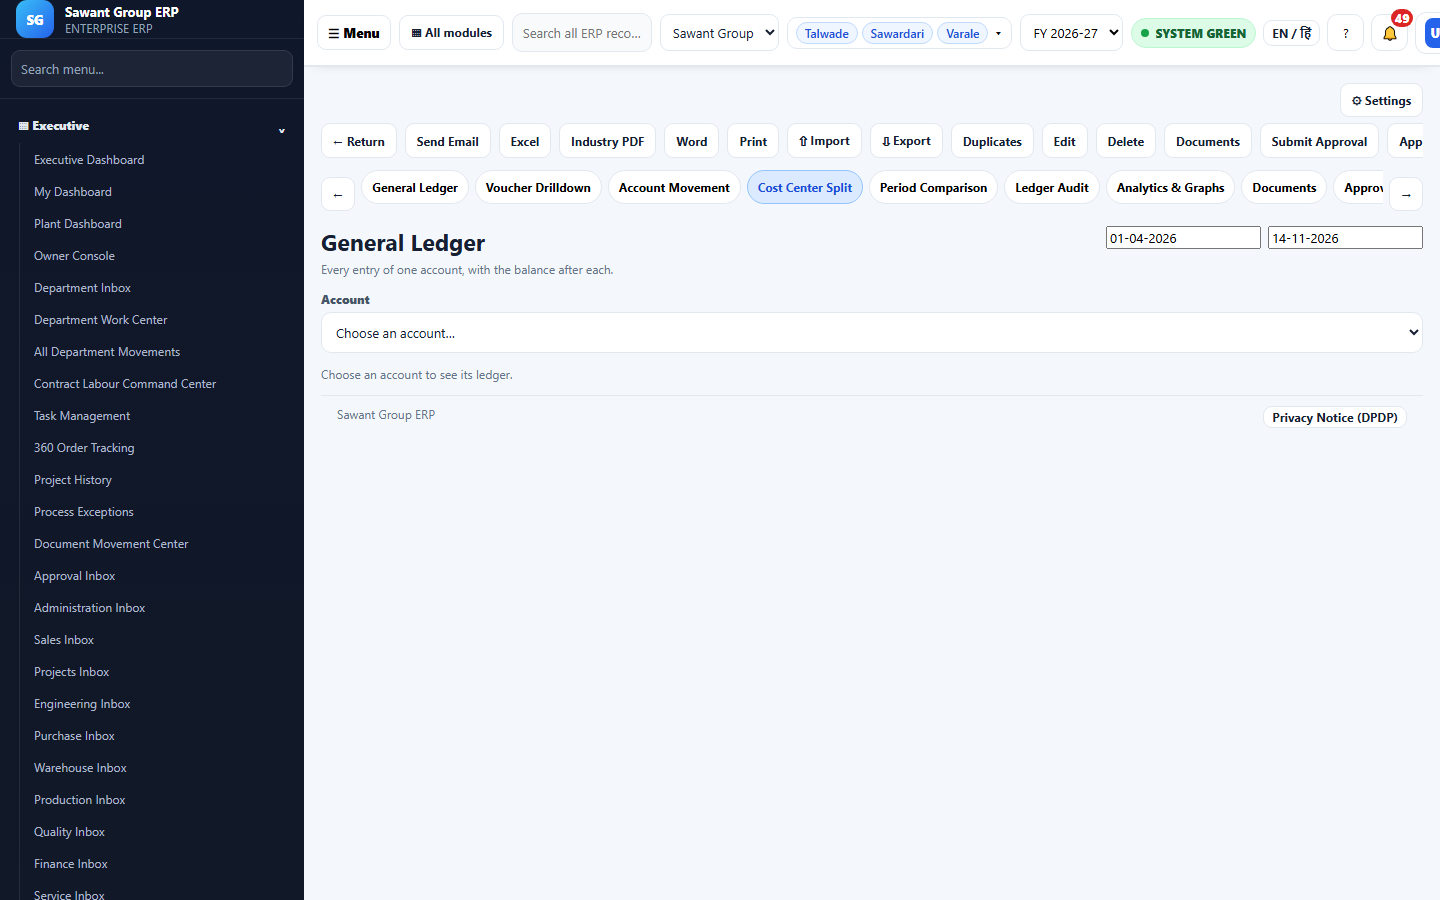 SG
Sawant Group ERP
ENTERPRISE ERP
Search menu...
Executive
Executive Dashboard
My Dashboard
Plant Dashboard
Owner Console
Department Inbox
Department Work Center
All Department Movements
Contract Labour Command Center
Task Management
360 Order Tracking
Project History
Process Exceptions
Document Movement Center
Approval Inbox
Administration Inbox
Sales Inbox
Projects Inbox
Engineering Inbox
Purchase Inbox
Warehouse Inbox
Production Inbox
Quality Inbox
Finance Inbox
Service Inbox
☰ Menu
All modules
Search all ERP reco...
Sawant Group
Talwade Sawardari Varale
FY 2026-27
SYSTEM GREEN
EN / हिं
?
49
U
⚙ Settings
← Return Send Email Excel Industry PDF Word Print ⇧ Import ⇩ Export Duplicates Edit Delete Documents Submit Approval App
← General Ledger Voucher Drilldown Account Movement Cost Center Split Period Comparison Ledger Audit Analytics & Graphs Documents Approv →
General Ledger
01-04-2026 14-11-2026
Every entry of one account, with the balance after each.
Account
Choose an account...
Choose an account to see its ledger.
Sawant Group ERP
Privacy Notice (DPDP)